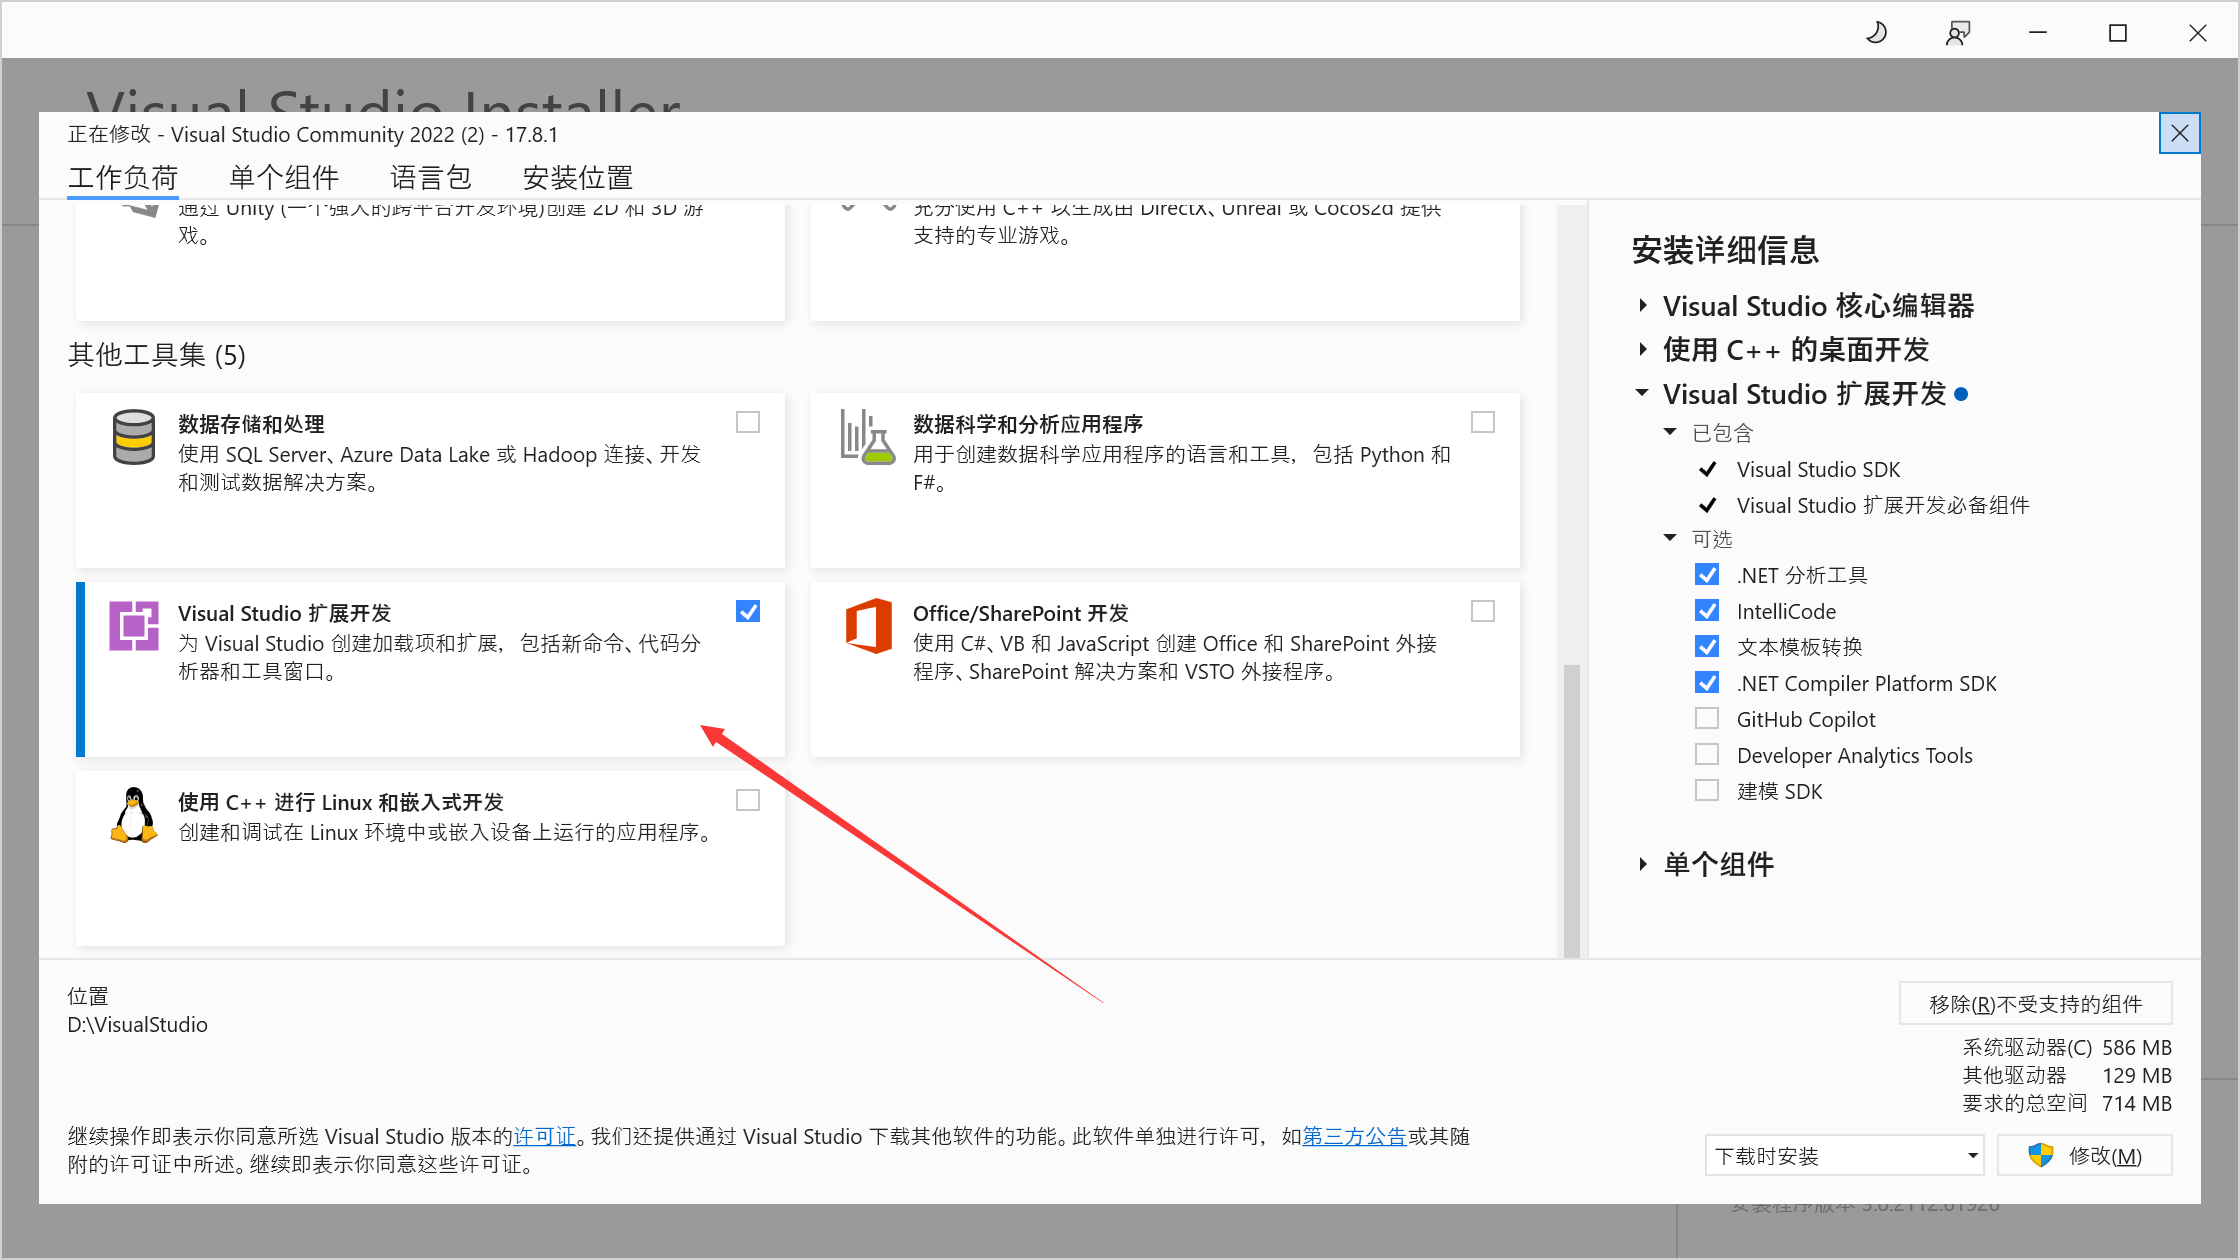 Visual Studio Installer
正在修改 - Visual Studio Community 2022 (2) - 17.8.1
工作负荷 单个组件 语言包 安装位置
通过 Unity (一个强大的跨平台开发环境)创建 2D 和 3D 游
戏。
充分使用 C++ 以生成由 DirectX、Unreal 或 Cocos2d 提供
支持的专业游戏。
其他工具集 (5)
数据存储和处理
使用 SQL Server、Azure Data Lake 或 Hadoop 连接、开发
和测试数据解决方案。
数据科学和分析应用程序
用于创建数据科学应用程序的语言和工具，包括 Python 和
F#。
Visual Studio 扩展开发
为 Visual Studio 创建加载项和扩展，包括新命令、代码分
析器和工具窗口。
Office/SharePoint 开发
使用 C#、VB 和 JavaScript 创建 Office 和 SharePoint 外接
程序、SharePoint 解决方案和 VSTO 外接程序。
使用 C++ 进行 Linux 和嵌入式开发
创建和调试在 Linux 环境中或嵌入设备上运行的应用程序。
安装详细信息
Visual Studio 核心编辑器
使用 C++ 的桌面开发
Visual Studio 扩展开发
已包含
Visual Studio SDK
Visual Studio 扩展开发必备组件
可选
.NET 分析工具
IntelliCode
文本模板转换
.NET Compiler Platform SDK
GitHub Copilot
Developer Analytics Tools
建模 SDK
单个组件
位置
D:\VisualStudio
移除(R)不受支持的组件
系统驱动器(C) 586 MB
其他驱动器 129 MB
要求的总空间 714 MB
继续操作即表示你同意所选 Visual Studio 版本的许可证。我们还提供通过 Visual Studio 下载其他软件的功能。此软件单独进行许可，如第三方公告或其随
附的许可证中所述。继续即表示你同意这些许可证。
下载时安装
修改(M)
安装程序版本 3.8.2112.61926